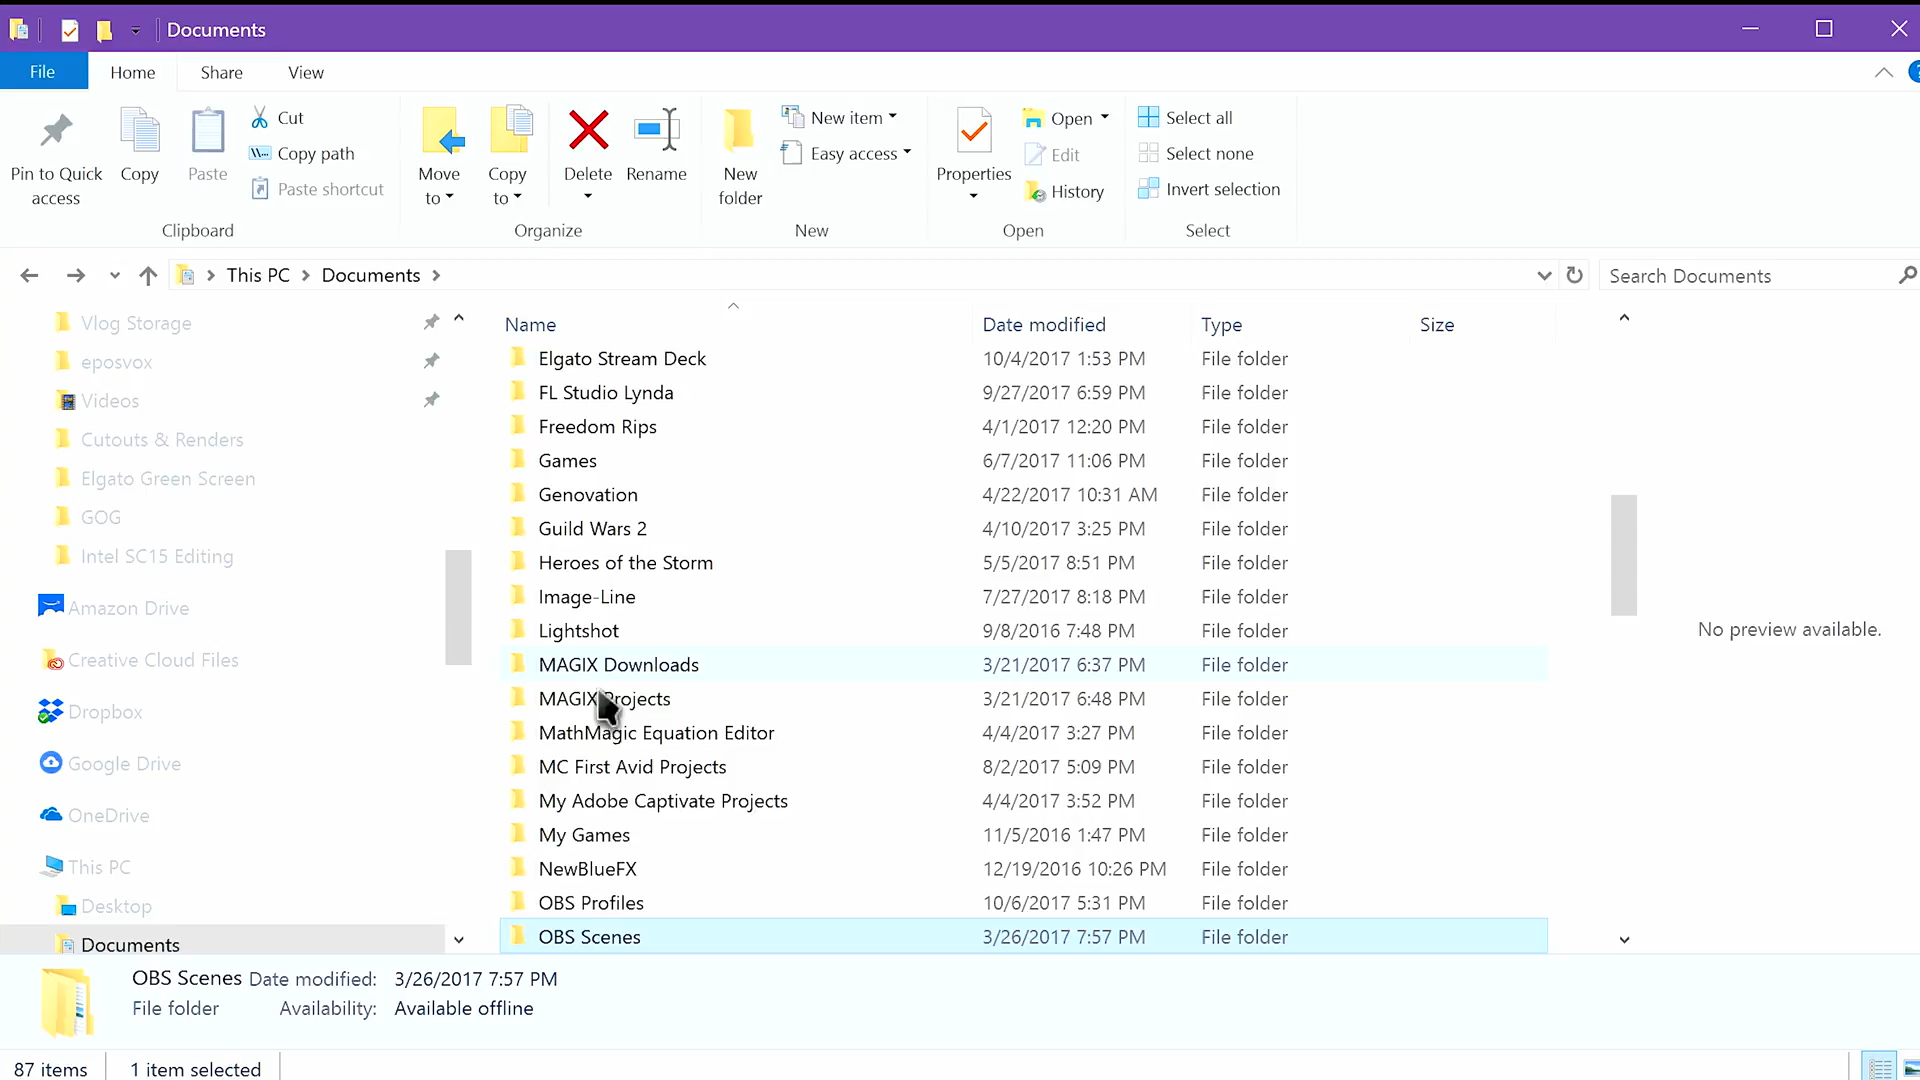 Documents
File Home Share View
Pin to Quick access
Copy
Paste
Cut
Copy path
Paste shortcut
Clipboard
Move to
Copy to
Delete
Rename
Organize
New folder
New item
Easy access
New
Properties
Open
Edit
History
Open
Select all
Select none
Invert selection
Select
This PC Documents
Search Documents
Vlog Storage
eposvox
Videos
Cutouts & Renders
Elgato Green Screen
GOG
Intel SC15 Editing
Amazon Drive
Creative Cloud Files
Dropbox
Google Drive
OneDrive
This PC
Desktop
Documents
Name Date modified Type Size
Elgato Stream Deck 10/4/2017 1:53 PM File folder
FL Studio Lynda 9/27/2017 6:59 PM File folder
Freedom Rips 4/1/2017 12:20 PM File folder
Games 6/7/2017 11:06 PM File folder
Genovation 4/22/2017 10:31 AM File folder
Guild Wars 2 4/10/2017 3:25 PM File folder
Heroes of the Storm 5/5/2017 8:51 PM File folder
Image-Line 7/27/2017 8:18 PM File folder
Lightshot 9/8/2016 7:48 PM File folder
MAGIX Downloads 3/21/2017 6:37 PM File folder
MAGIX Projects 3/21/2017 6:48 PM File folder
MathMagic Equation Editor 4/4/2017 3:27 PM File folder
MC First Avid Projects 8/2/2017 5:09 PM File folder
My Adobe Captivate Projects 4/4/2017 3:52 PM File folder
My Games 11/5/2016 1:47 PM File folder
NewBlueFX 12/19/2016 10:26 PM File folder
OBS Profiles 10/6/2017 5:31 PM File folder
OBS Scenes 3/26/2017 7:57 PM File folder
No preview available.
OBS Scenes Date modified: 3/26/2017 7:57 PM
File folder Availability: Available offline
87 items 1 item selected